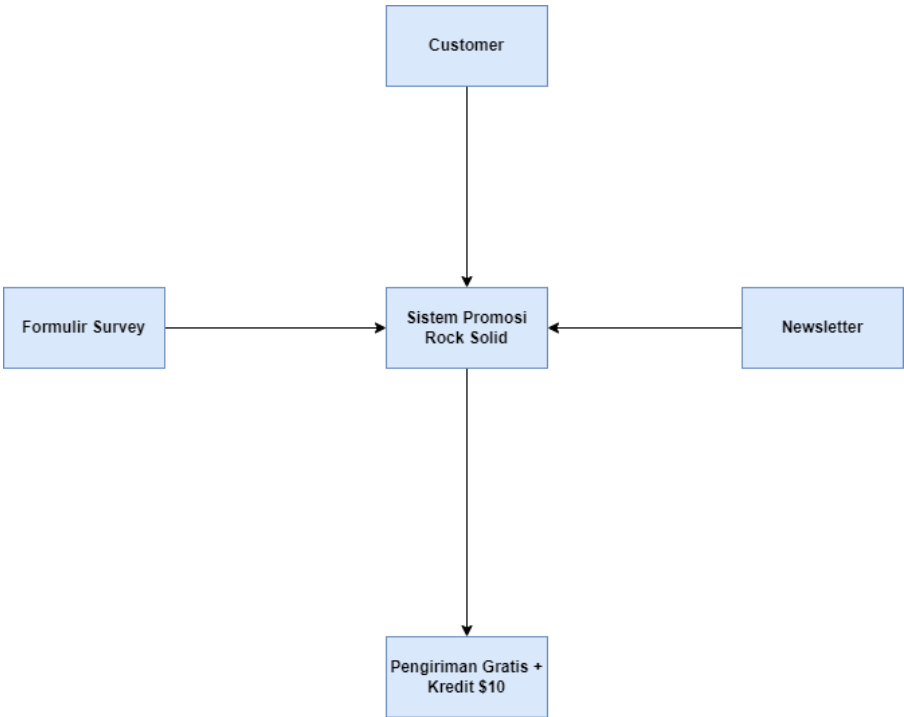 Customer
Formulir Survey
Sistem Promosi
Rock Solid
Newsletter
Pengiriman Gratis +
Kredit $10